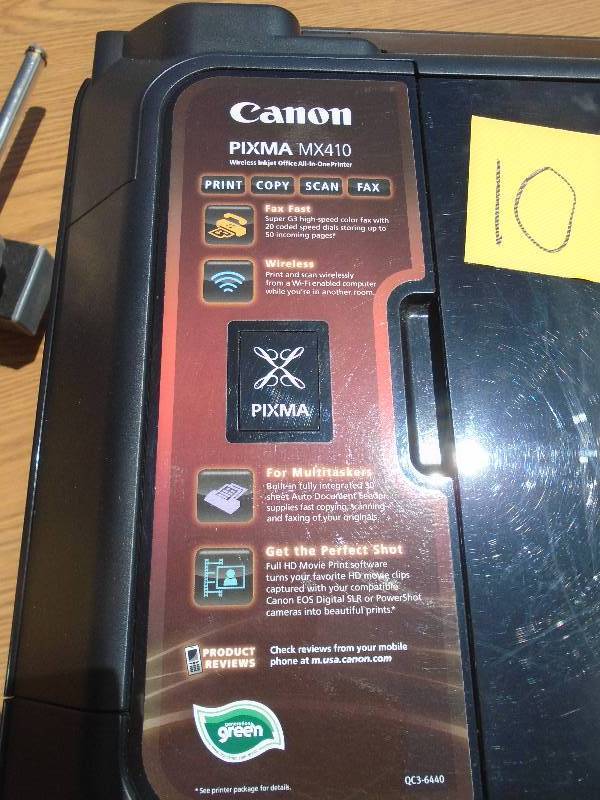 Canon
PIXMA MX410
Wireless Inkjet Office All-In-One Printer
PRINT COPY SCAN FAX
10
Fax Fast
Super G3 high-speed color fax with
20 coded speed dials storing up to
50 incoming pages*
Wireless
Print and scan wirelessly
from a Wi-Fi enabled computer
while you're in another room.
PIXMA
For Multitaskers
Built-in fully integrated 30
sheet Auto Document Feeder
supplies fast copying, scanning
and faxing of your originals.
Get the Perfect Shot
Full HD Movie Print software
turns your favorite HD movie clips
captured with your compatible
Canon EOS Digital SLR or PowerShot
cameras into beautiful prints.*
PRODUCT
REVIEWS
Check reviews from your mobile
phone at m.usa.canon.com
generation
green
* See printer package for details.
QC3-6440